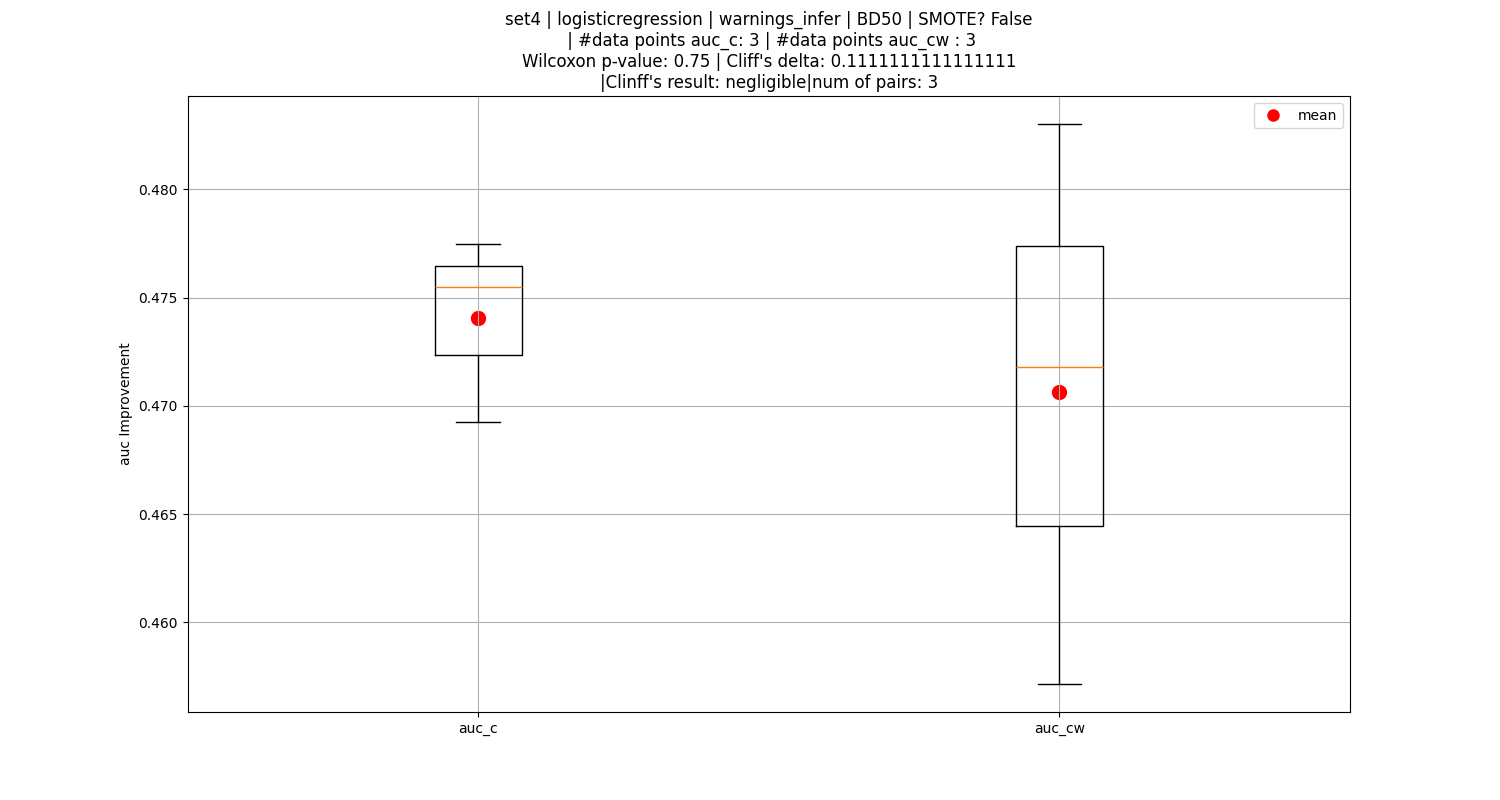 set4 | logisticregression | warnings_infer | BD50 | SMOTE? False
| #data points auc_c: 3 | #data points auc_cw : 3
Wilcoxon p-value: 0.75 | Cliff's delta: 0.1111111111111111
|Clinff's result: negligible|num of pairs: 3
mean
0.480
0.475
0.470
0.465
0.460
auc Improvement
auc_c
auc_cw